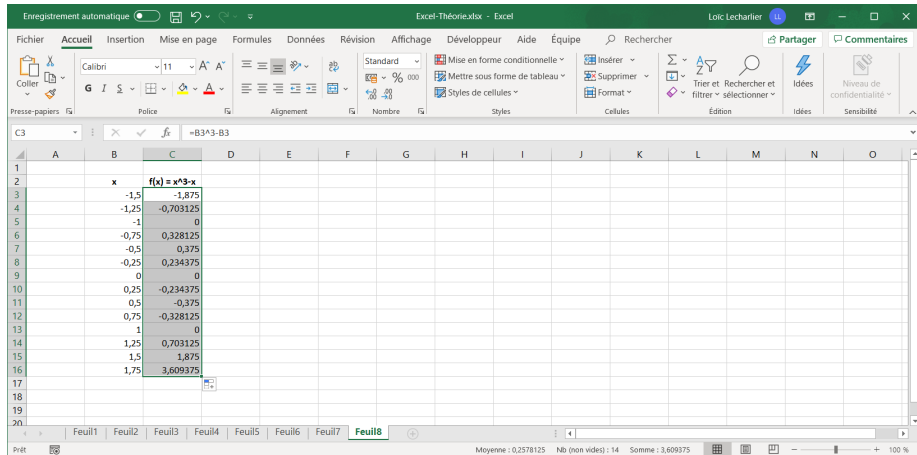 Enregistrement automatique Excel-Théorie.xlsx - Excel Loïc Lecharlier LL
Fichier Accueil Insertion Mise en page Formules Données Révision Affichage Développeur Aide Équipe Rechercher Partager Commentaires
Coller Calibri 11 A^ Aˇ ab Standard Mise en forme conditionnelle Insérer Σ AZ Trier et filtrer Rechercher et sélectionner Idées Niveau de confidentialité
G I S A % 000 Mettre sous forme de tableau Supprimer
Styles de cellules Format
Presse-papiers Police Alignement Nombre Styles Cellules Édition Idées Sensibilité
C3 fx =B3^3-B3
A B C D E F G H I J K L M N O
1
2 x f(x) = x^3-x
3 -1,5 -1,875
4 -1,25 -0,703125
5 -1 0
6 -0,75 0,328125
7 -0,5 0,375
8 -0,25 0,234375
9 0 0
10 0,25 -0,234375
11 0,5 -0,375
12 0,75 -0,328125
13 1 0
14 1,25 0,703125
15 1,5 1,875
16 1,75 3,609375
17
18
19
20
Feuil1 Feuil2 Feuil3 Feuil4 Feuil5 Feuil6 Feuil7 Feuil8
Prêt Moyenne : 0,2578125 Nb (non vides) : 14 Somme : 3,609375 100 %